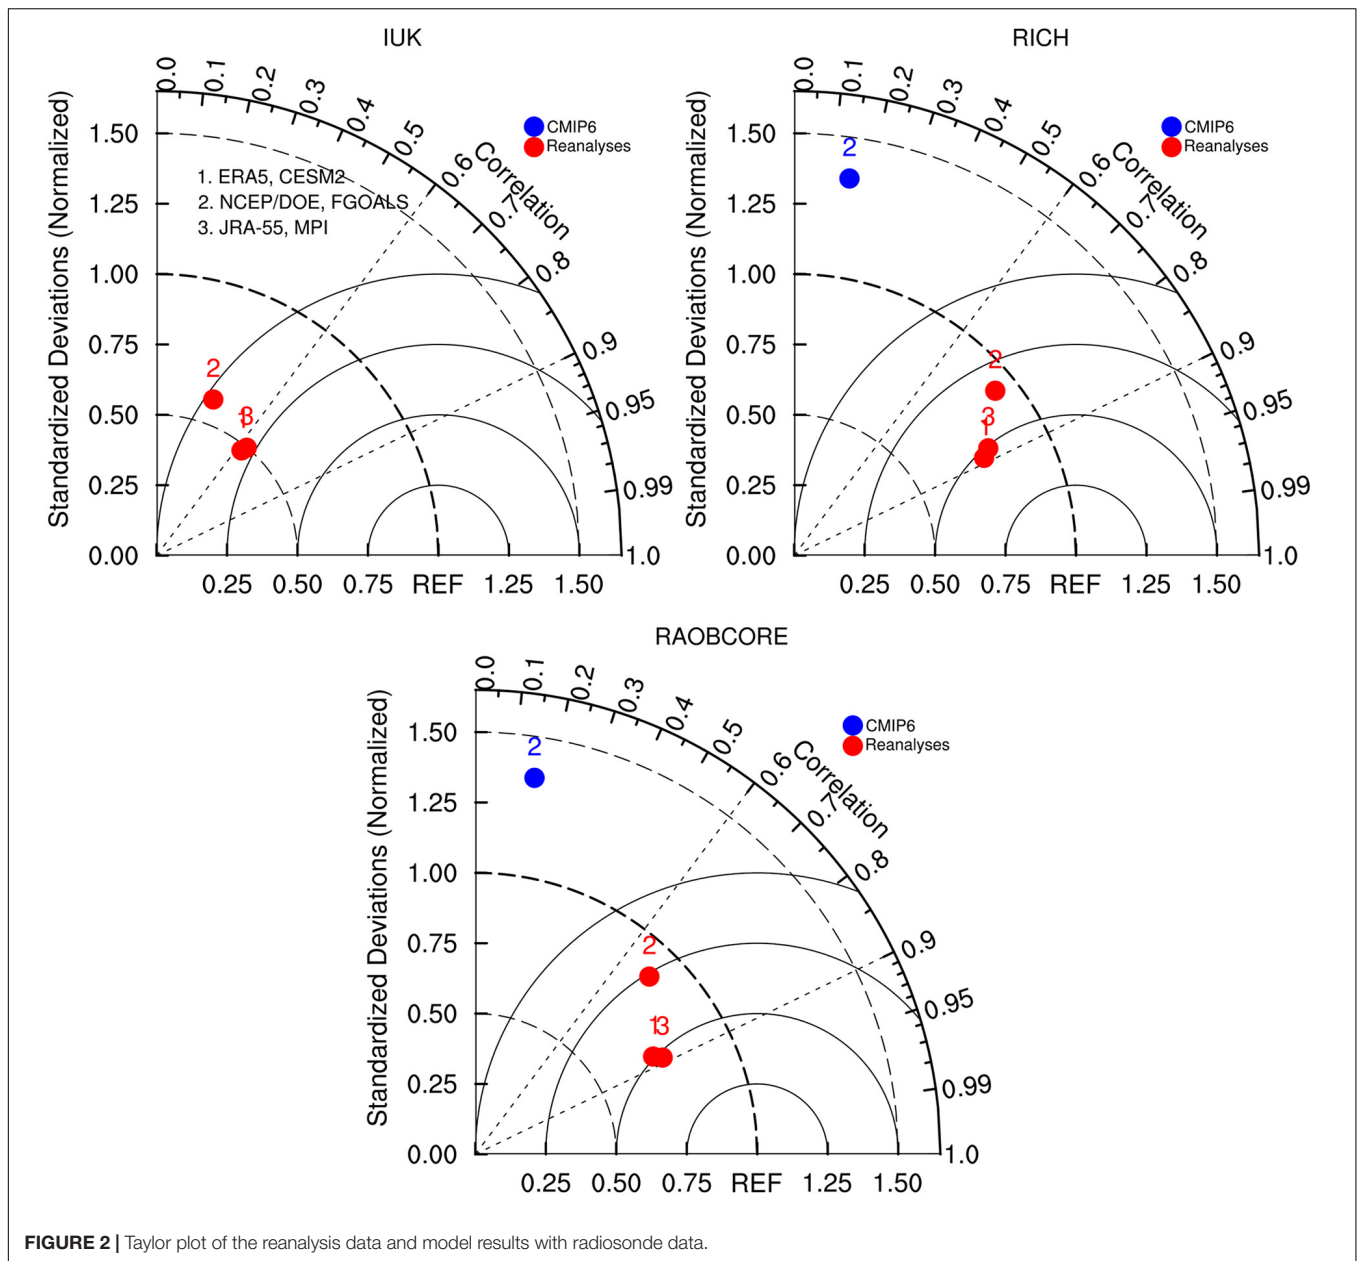 IUK
0.0 0.1 0.2 0.3 0.4 0.5 0.6 0.7 0.8 0.9 0.95 0.99 1.0
Correlation
Standardized Deviations (Normalized)
1.50
1.25
1.00
0.75
0.50
0.25
0.00
0.25 0.50 0.75 REF 1.25 1.50
CMIP6
Reanalyses
1. ERA5, CESM2
2. NCEP/DOE, FGOALS
3. JRA-55, MPI
2
1 3
RICH
0.0 0.1 0.2 0.3 0.4 0.5 0.6 0.7 0.8 0.9 0.95 0.99 1.0
Correlation
Standardized Deviations (Normalized)
1.50
1.25
1.00
0.75
0.50
0.25
0.00
0.25 0.50 0.75 REF 1.25 1.50
CMIP6
Reanalyses
2
2
3
1
RAOBCORE
0.0 0.1 0.2 0.3 0.4 0.5 0.6 0.7 0.8 0.9 0.95 0.99 1.0
Correlation
Standardized Deviations (Normalized)
1.50
1.25
1.00
0.75
0.50
0.25
0.00
0.25 0.50 0.75 REF 1.25 1.50
CMIP6
Reanalyses
2
2
1 3
FIGURE 2 | Taylor plot of the reanalysis data and model results with radiosonde data.